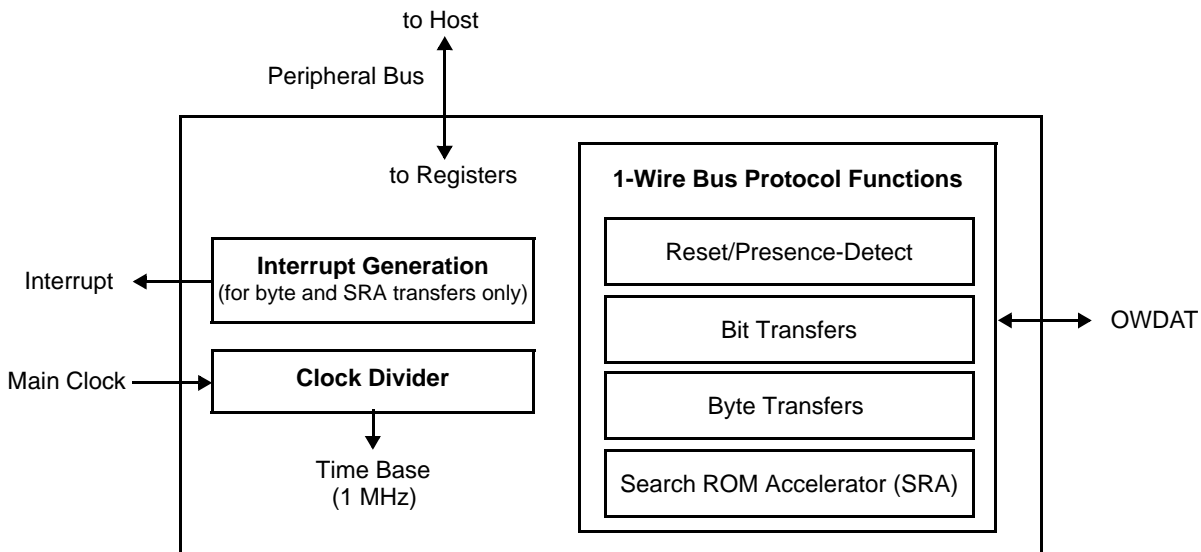 to Host
Peripheral Bus
to Registers
1-Wire Bus Protocol Functions
Reset/Presence-Detect
Interrupt Generation
(for byte and SRA transfers only)
Interrupt
Bit Transfers
OWDAT
Main Clock
Clock Divider
Byte Transfers
Time Base
(1 MHz)
Search ROM Accelerator (SRA)